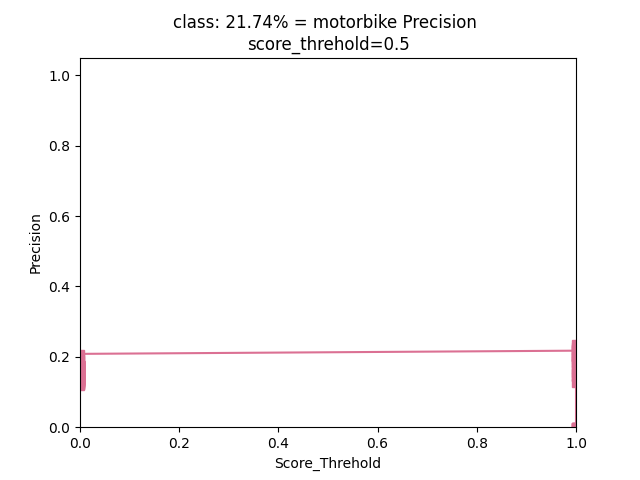 class: 21.74% = motorbike Precision
score_threhold=0.5
1.0
0.8
0.6
0.4
0.2
0.0
Precision
0.0 0.2 0.4 0.6 0.8 1.0
Score_Threhold